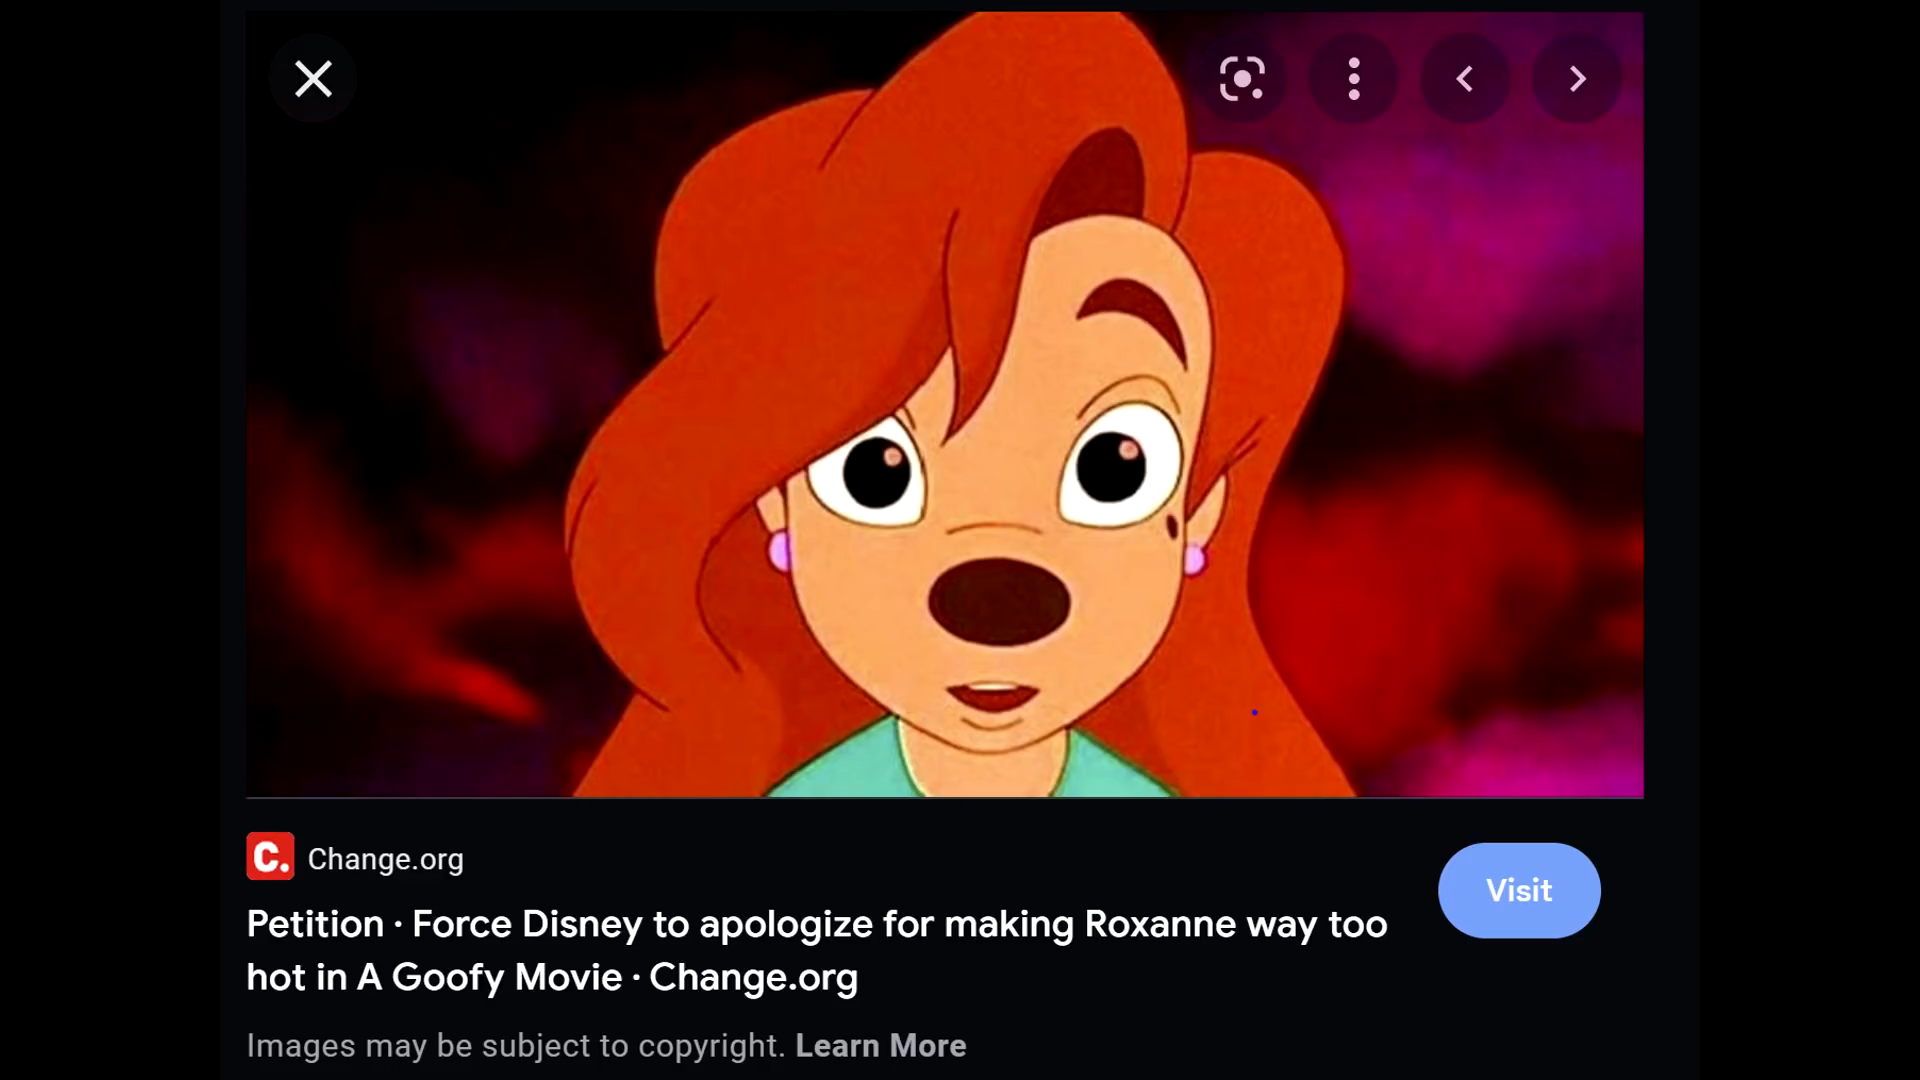 C.
Change.org
Visit
Petition · Force Disney to apologize for making Roxanne way too
hot in A Goofy Movie · Change.org
Images may be subject to copyright. Learn More